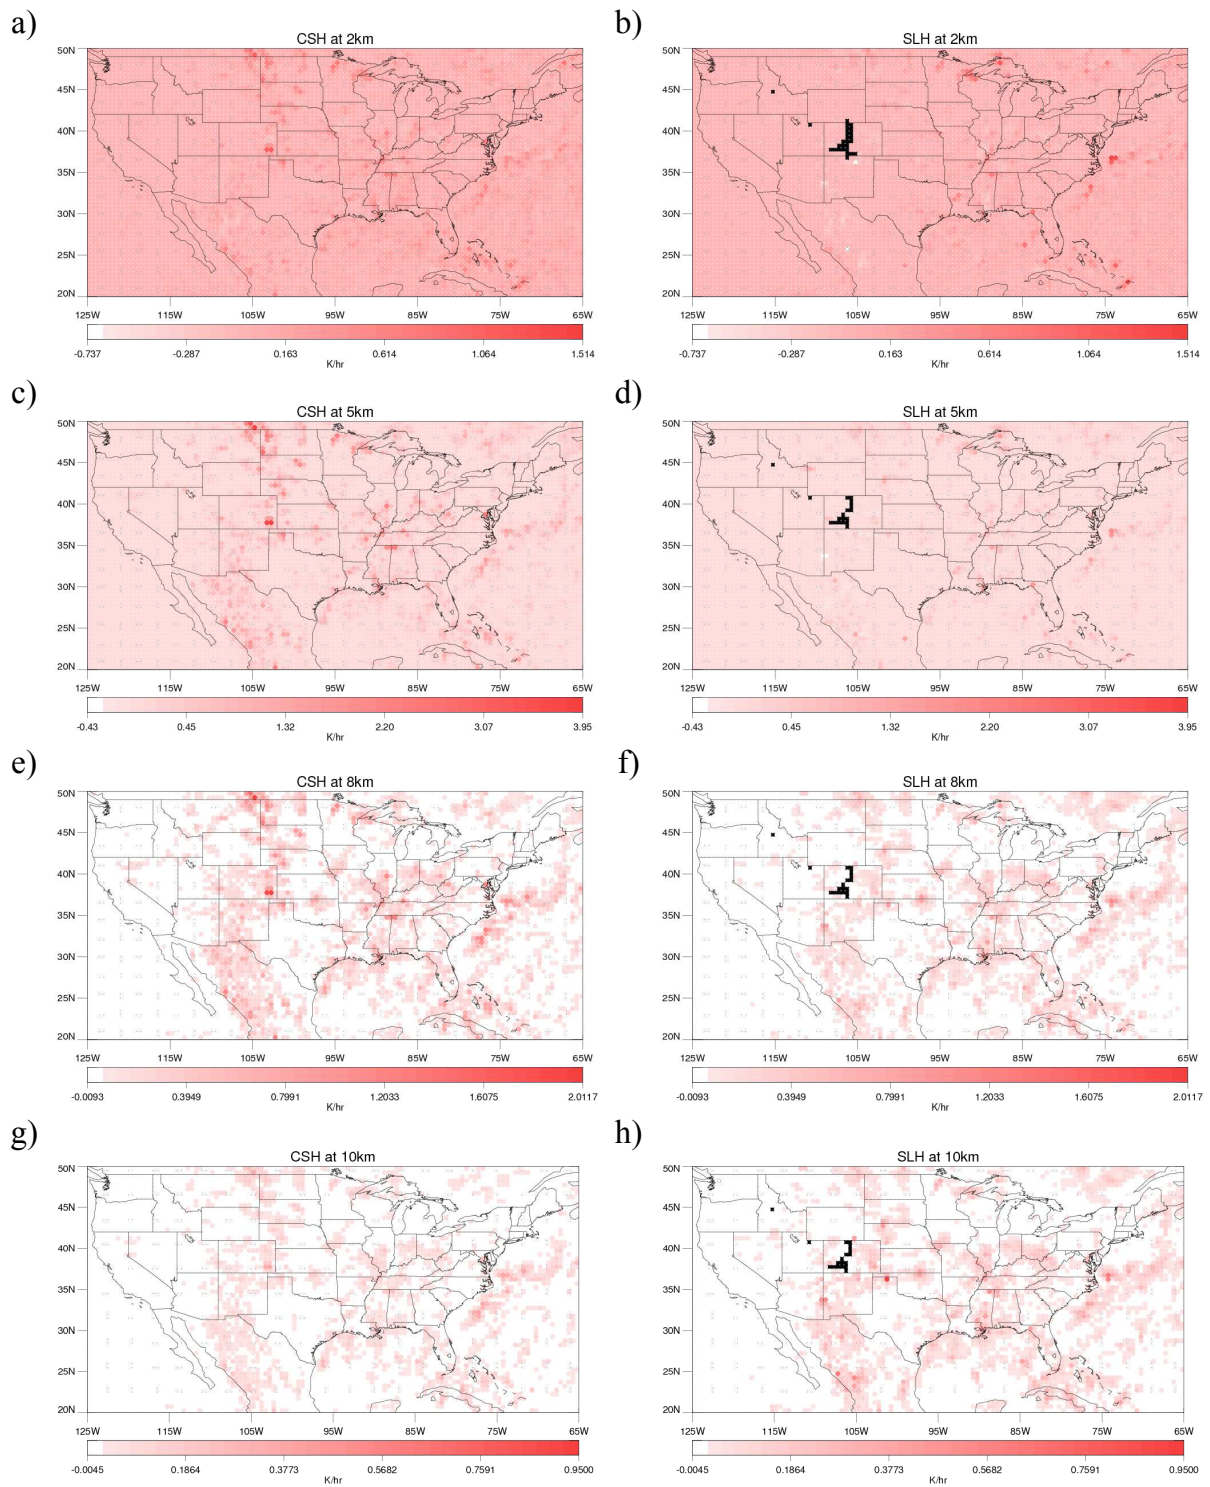 a)
CSH at 2km
50N
45N
40N
35N
30N
25N
20N
125W 115W 105W 95W 85W 75W 65W
-0.737 -0.287 0.163 0.614 1.064 1.514
K/hr
b)
SLH at 2km
50N
45N
40N
35N
30N
25N
20N
125W 115W 105W 95W 85W 75W 65W
-0.737 -0.287 0.163 0.614 1.064 1.514
K/hr
c)
CSH at 5km
50N
45N
40N
35N
30N
25N
20N
125W 115W 105W 95W 85W 75W 65W
-0.43 0.45 1.32 2.20 3.07 3.95
K/hr
d)
SLH at 5km
50N
45N
40N
35N
30N
25N
20N
125W 115W 105W 95W 85W 75W 65W
-0.43 0.45 1.32 2.20 3.07 3.95
K/hr
e)
CSH at 8km
50N
45N
40N
35N
30N
25N
20N
125W 115W 105W 95W 85W 75W 65W
-0.0093 0.3949 0.7991 1.2033 1.6075 2.0117
K/hr
f)
SLH at 8km
50N
45N
40N
35N
30N
25N
20N
125W 115W 105W 95W 85W 75W 65W
-0.0093 0.3949 0.7991 1.2033 1.6075 2.0117
K/hr
g)
CSH at 10km
50N
45N
40N
35N
30N
25N
20N
125W 115W 105W 95W 85W 75W 65W
-0.0045 0.1864 0.3773 0.5682 0.7591 0.9500
K/hr
h)
SLH at 10km
50N
45N
40N
35N
30N
25N
20N
125W 115W 105W 95W 85W 75W 65W
-0.0045 0.1864 0.3773 0.5682 0.7591 0.9500
K/hr